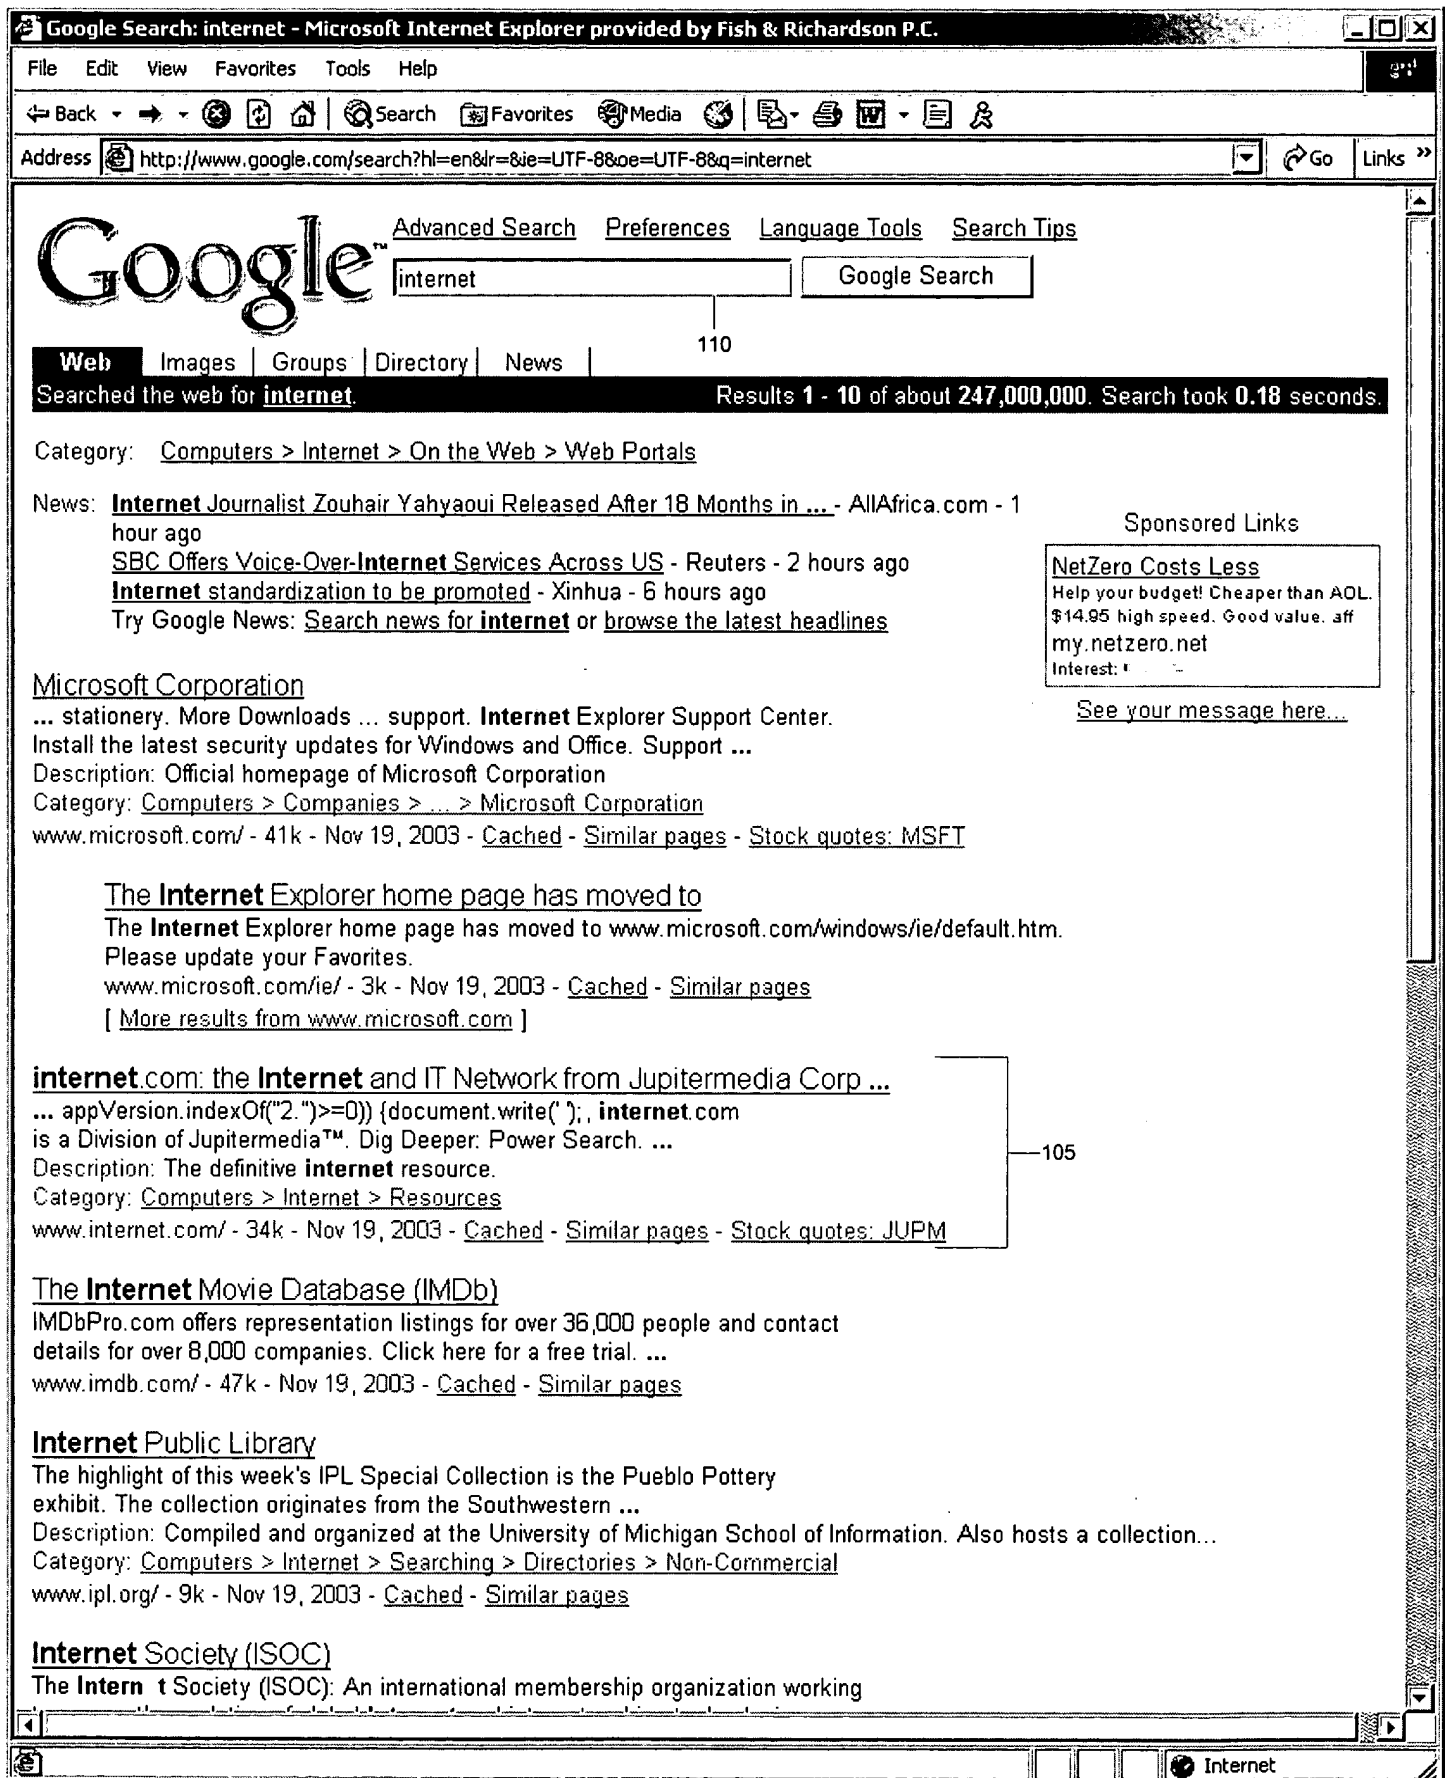 Google Search: internet - Microsoft Internet Explorer provided by Fish & Richardson P.C.
File Edit View Favorites Tools Help
Back Search Favorites Media
Address http://www.google.com/search?hl=en&lr=&ie=UTF-8&oe=UTF-8&q=internet Go Links »
Google™
Advanced Search Preferences Language Tools Search Tips
internet Google Search
110
Web Images Groups Directory News
Searched the web for internet. Results 1 - 10 of about 247,000,000. Search took 0.18 seconds.
Category: Computers > Internet > On the Web > Web Portals
News: Internet Journalist Zouhair Yahyaoui Released After 18 Months in ... - AllAfrica.com - 1
hour ago
SBC Offers Voice-Over-Internet Services Across US - Reuters - 2 hours ago
Internet standardization to be promoted - Xinhua - 6 hours ago
Try Google News: Search news for internet or browse the latest headlines
Sponsored Links
NetZero Costs Less
Help your budget! Cheaper than AOL.
$14.95 high speed. Good value. aff
my.netzero.net
Interest:
See your message here...
Microsoft Corporation
... stationery. More Downloads ... support. Internet Explorer Support Center.
Install the latest security updates for Windows and Office. Support ...
Description: Official homepage of Microsoft Corporation
Category: Computers > Companies > ... > Microsoft Corporation
www.microsoft.com/ - 41k - Nov 19, 2003 - Cached - Similar pages - Stock quotes: MSFT
The Internet Explorer home page has moved to
The Internet Explorer home page has moved to www.microsoft.com/windows/ie/default.htm.
Please update your Favorites.
www.microsoft.com/ie/ - 3k - Nov 19, 2003 - Cached - Similar pages
[ More results from www.microsoft.com ]
internet.com: the Internet and IT Network from Jupitermedia Corp ...
... appVersion.indexOf("2.")>=0)) {document.write(' ');, internet.com
is a Division of Jupitermedia™. Dig Deeper: Power Search. ...
Description: The definitive internet resource.
105
Category: Computers > Internet > Resources
www.internet.com/ - 34k - Nov 19, 2003 - Cached - Similar pages - Stock quotes: JUPM
The Internet Movie Database (IMDb)
IMDbPro.com offers representation listings for over 36,000 people and contact
details for over 8,000 companies. Click here for a free trial. ...
www.imdb.com/ - 47k - Nov 19, 2003 - Cached - Similar pages
Internet Public Library
The highlight of this week's IPL Special Collection is the Pueblo Pottery
exhibit. The collection originates from the Southwestern ...
Description: Compiled and organized at the University of Michigan School of Information. Also hosts a collection...
Category: Computers > Internet > Searching > Directories > Non-Commercial
www.ipl.org/ - 9k - Nov 19, 2003 - Cached - Similar pages
Internet Society (ISOC)
The Intern t Society (ISOC): An international membership organization working
Internet